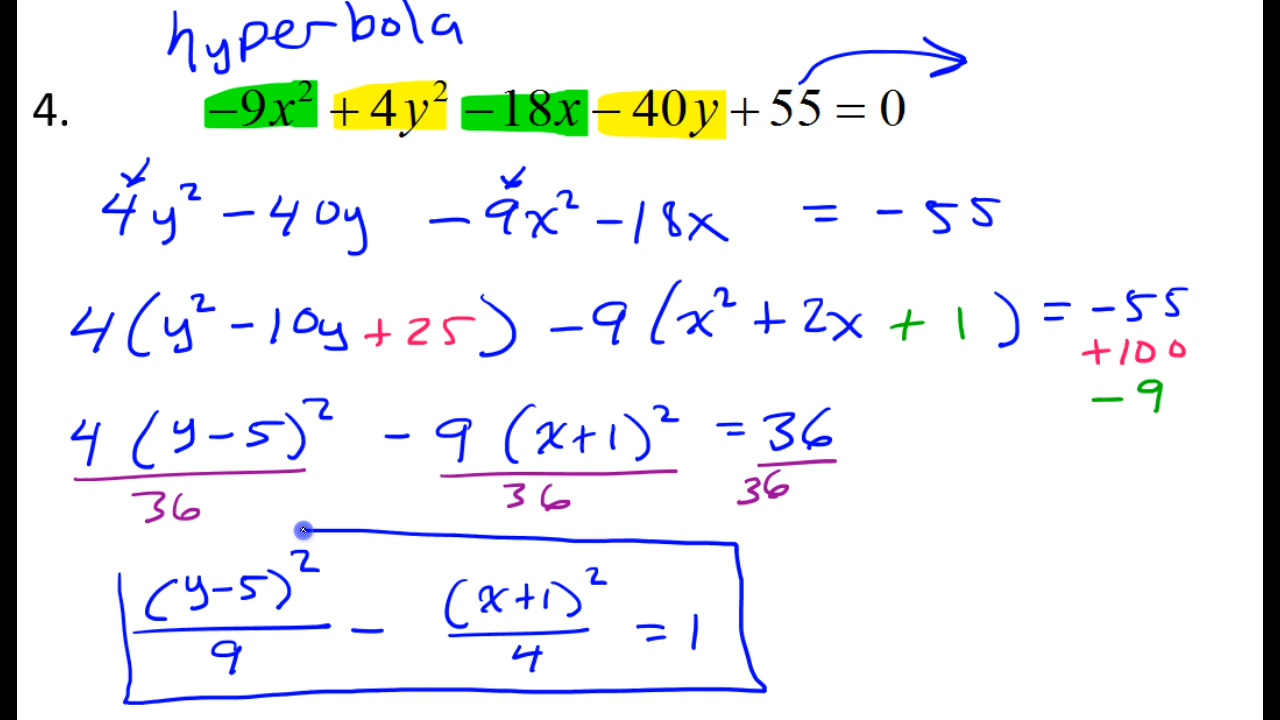 hyperbola
4. −9x² + 4y² −18x − 40y + 55 = 0
4y² − 40y − 9x² − 18x = − 55
4(y² − 10y + 25) − 9(x² + 2x + 1) = − 55
+100
− 9
4(y − 5)² − 9(x+1)² = 36
36 36 36
(y−5)² − (x+1)² = 1
9 4